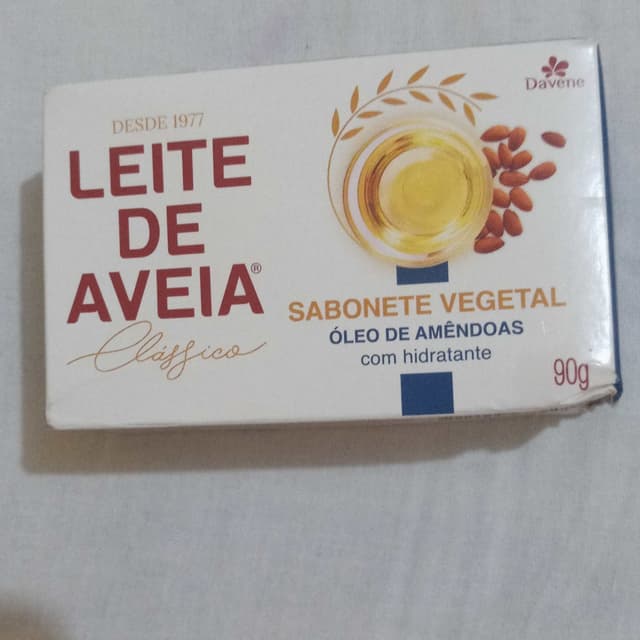 Davene
DESDE 1977
LEITE
DE
AVEIA®
Clássico
SABONETE VEGETAL
ÓLEO DE AMÊNDOAS
com hidratante
90g